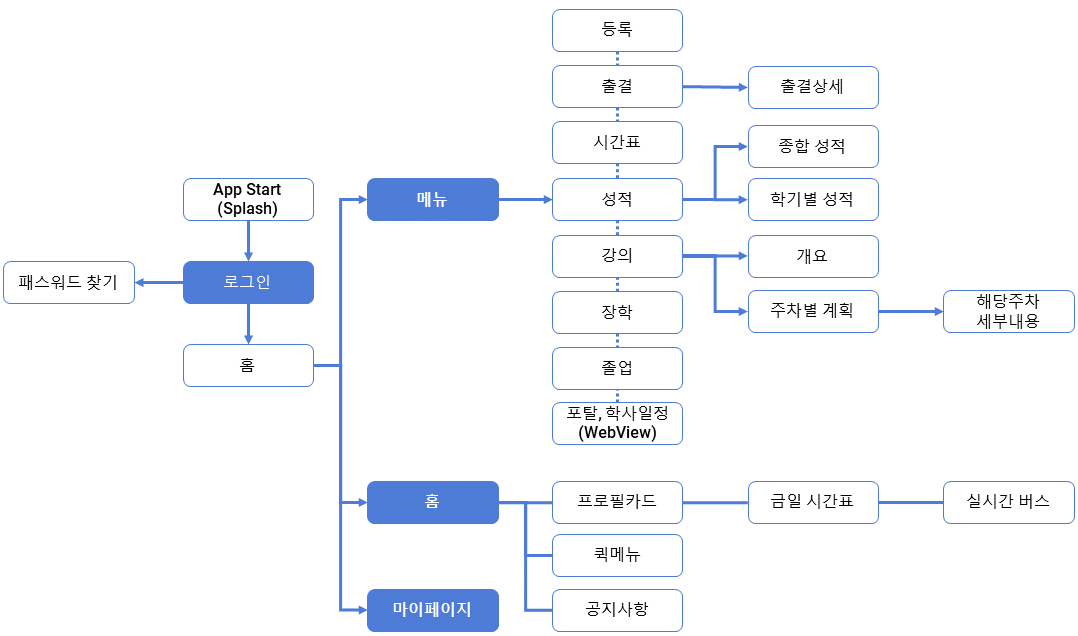 등록
출결
출결상세
시간표
종합 성적
App Start
(Splash)
메뉴
성적
학기별 성적
패스워드 찾기
로그인
강의
개요
장학
주차별 계획
해당주차
세부내용
홈
졸업
포탈, 학사일정
(WebView)
홈
프로필카드
금일 시간표
실시간 버스
퀵메뉴
마이페이지
공지사항